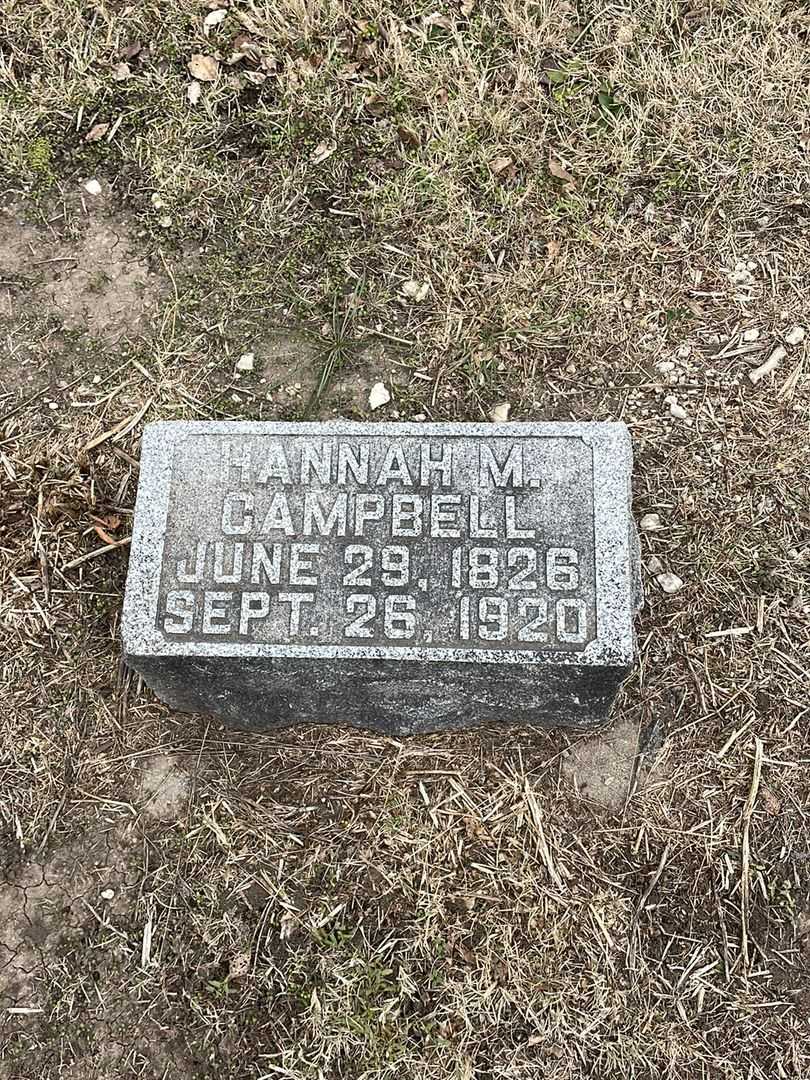 HANNAH M.
CAMPBELL
JUNE 29, 1826
SEPT. 26, 1920